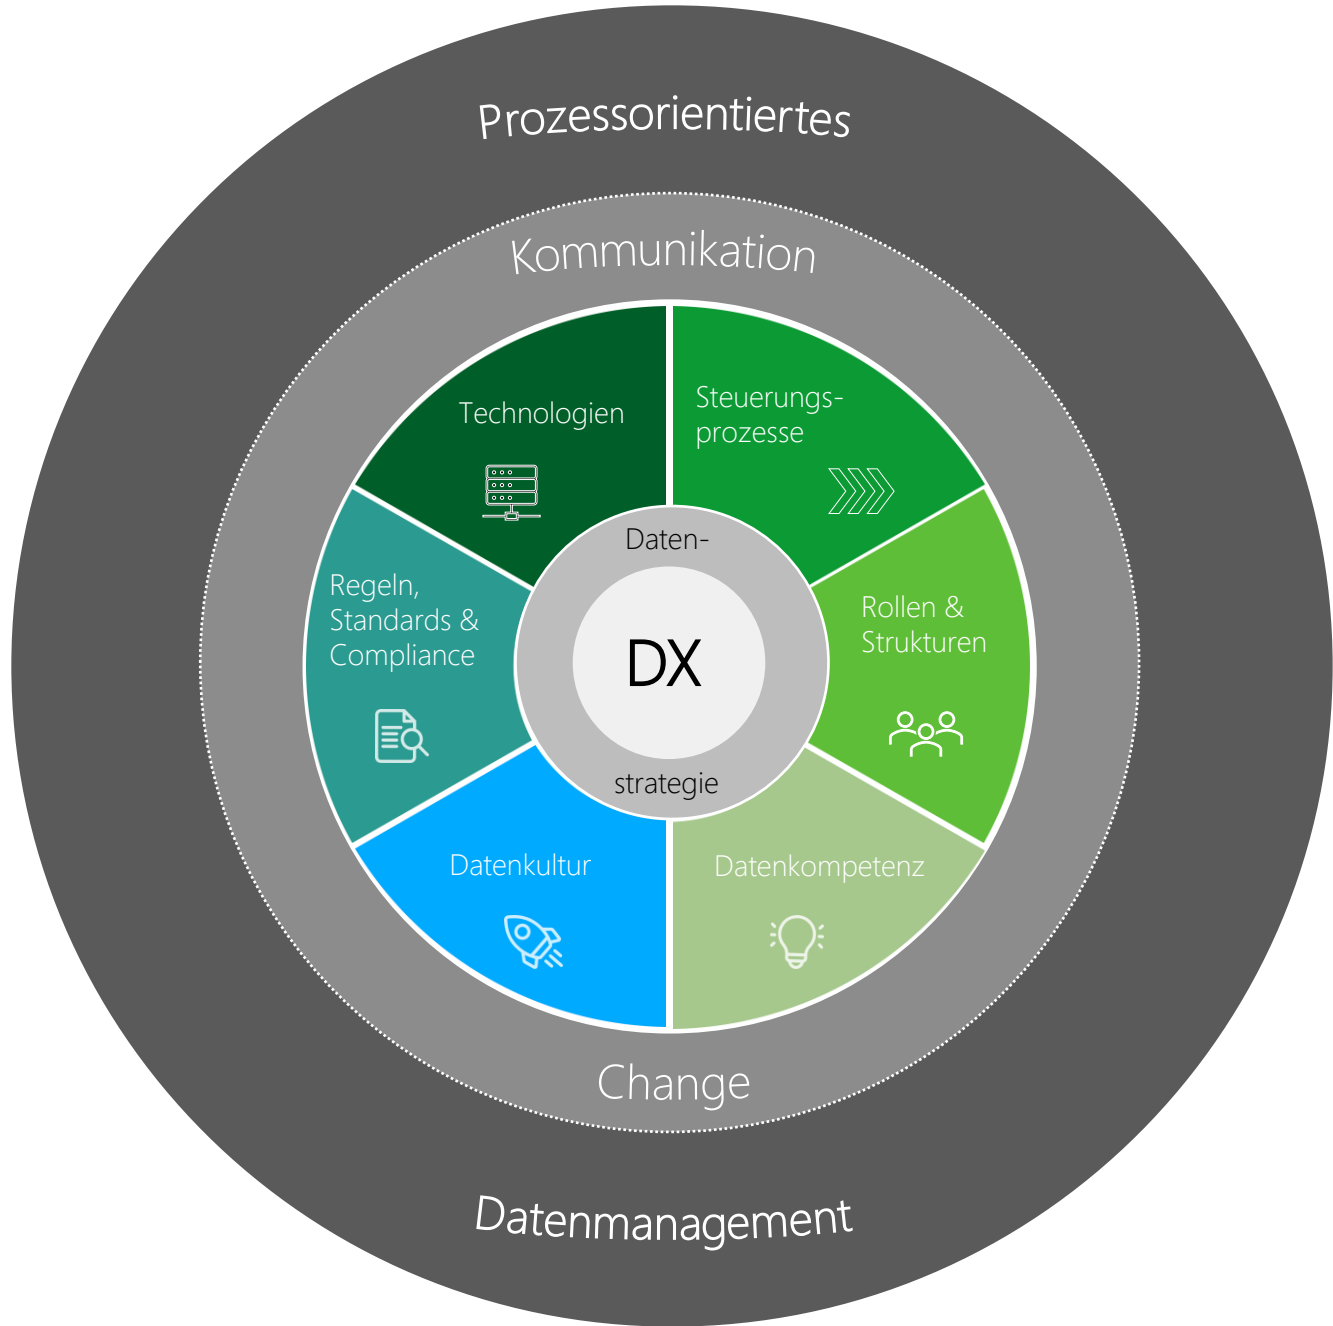 Prozessorientiertes
Kommunikation
Technologien
Steuerungs-
prozesse
Regeln,
Standards &
Compliance
Daten-
DX
strategie
Rollen &
Strukturen
Datenkultur
Datenkompetenz
Change
Datenmanagement